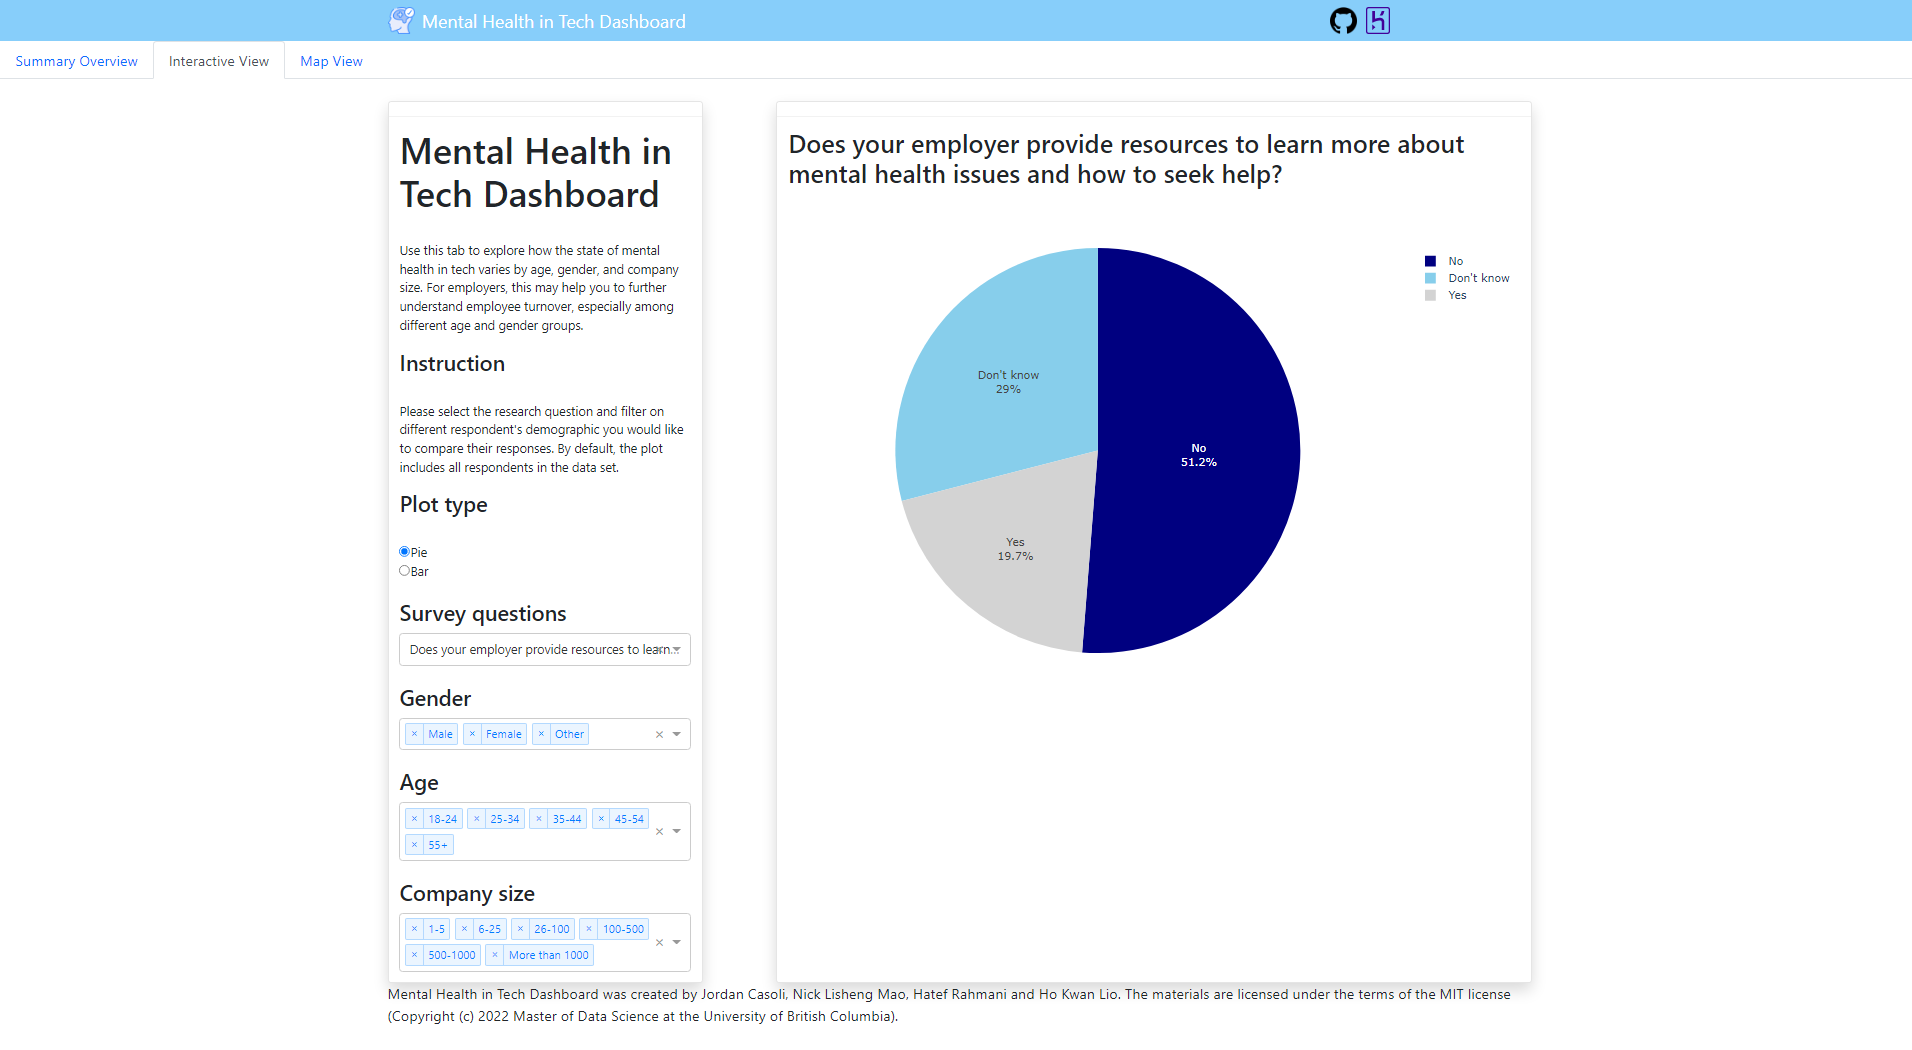 Mental Health in Tech Dashboard
Summary Overview
Interactive View
Map View
Mental Health in
Tech Dashboard
Use this tab to explore how the state of mental
health in tech varies by age, gender, and company
size. For employers, this may help you to further
understand employee turnover, especially among
different age and gender groups.
Instruction
Please select the research question and filter on
different respondent's demographic you would like
to compare their responses. By default, the plot
includes all respondents in the data set.
Plot type
Pie
Bar
Survey questions
Does your employer provide resources to learn...
Gender
× Male × Female × Other ×
Age
× 18-24 × 25-34 × 35-44 × 45-54 ×
× 55+
Company size
× 1-5 × 6-25 × 26-100 × 100-500 ×
× 500-1000 × More than 1000
Does your employer provide resources to learn more about
mental health issues and how to seek help?
No
Don't know
Yes
Don't know
29%
No
51.2%
Yes
19.7%
Mental Health in Tech Dashboard was created by Jordan Casoli, Nick Lisheng Mao, Hatef Rahmani and Ho Kwan Lio. The materials are licensed under the terms of the MIT license
(Copyright (c) 2022 Master of Data Science at the University of British Columbia).